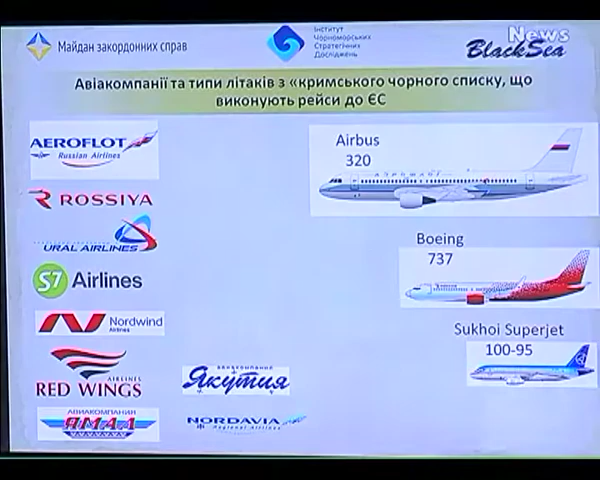 Майдан закордонних справ
Інститут
Чорноморських
Стратегічних
Досліджень
News
BlackSea
Авіакомпанії та типи літаків з «кримського чорного списку, що
виконують рейси до ЄС
AEROFLOT
Russian Airlines
ROSSIYA
URAL AIRLINES
S7 Airlines
Nordwind
Airlines
AIRLINES
RED WINGS
АВИАКОМПАНИЯ
ЯМАЛ
АВИАКОМПАНИЯ
Якутия
NORDAVIA
Regional Airlines
Airbus
320
АЭРОФЛОТ
Boeing
737
Sukhoi Superjet
100-95